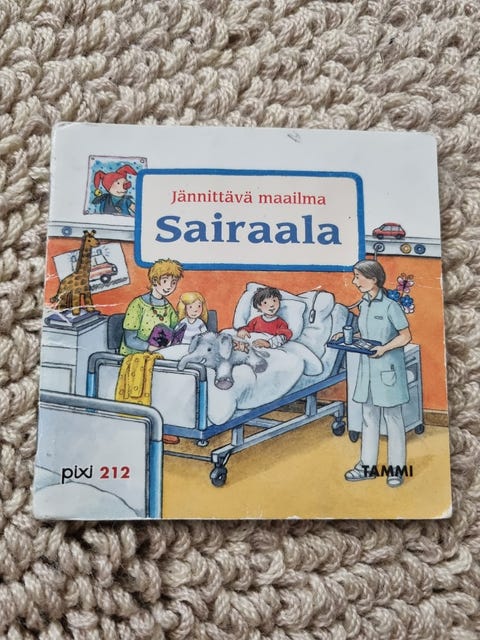 Jännittävä maailma
Sairaala
pixi 212
TAMMI